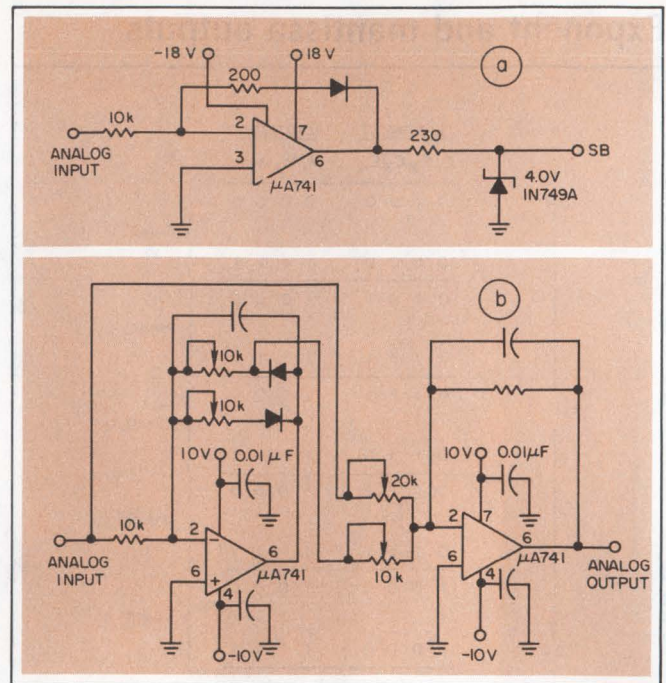 exponent and mantissa outputs
-18 V
18 V
a
200
10k
2
7
6
3
ANALOG
INPUT
μA741
230
SB
4.0V
IN749A
b
10k
10k
10V
0.01 μF
10V
0.01μF
20k
10k
2
7
6
10k
2
6
6
4
ANALOG
INPUT
μA741
6
4
μA741
ANALOG
OUTPUT
-10V
-10V